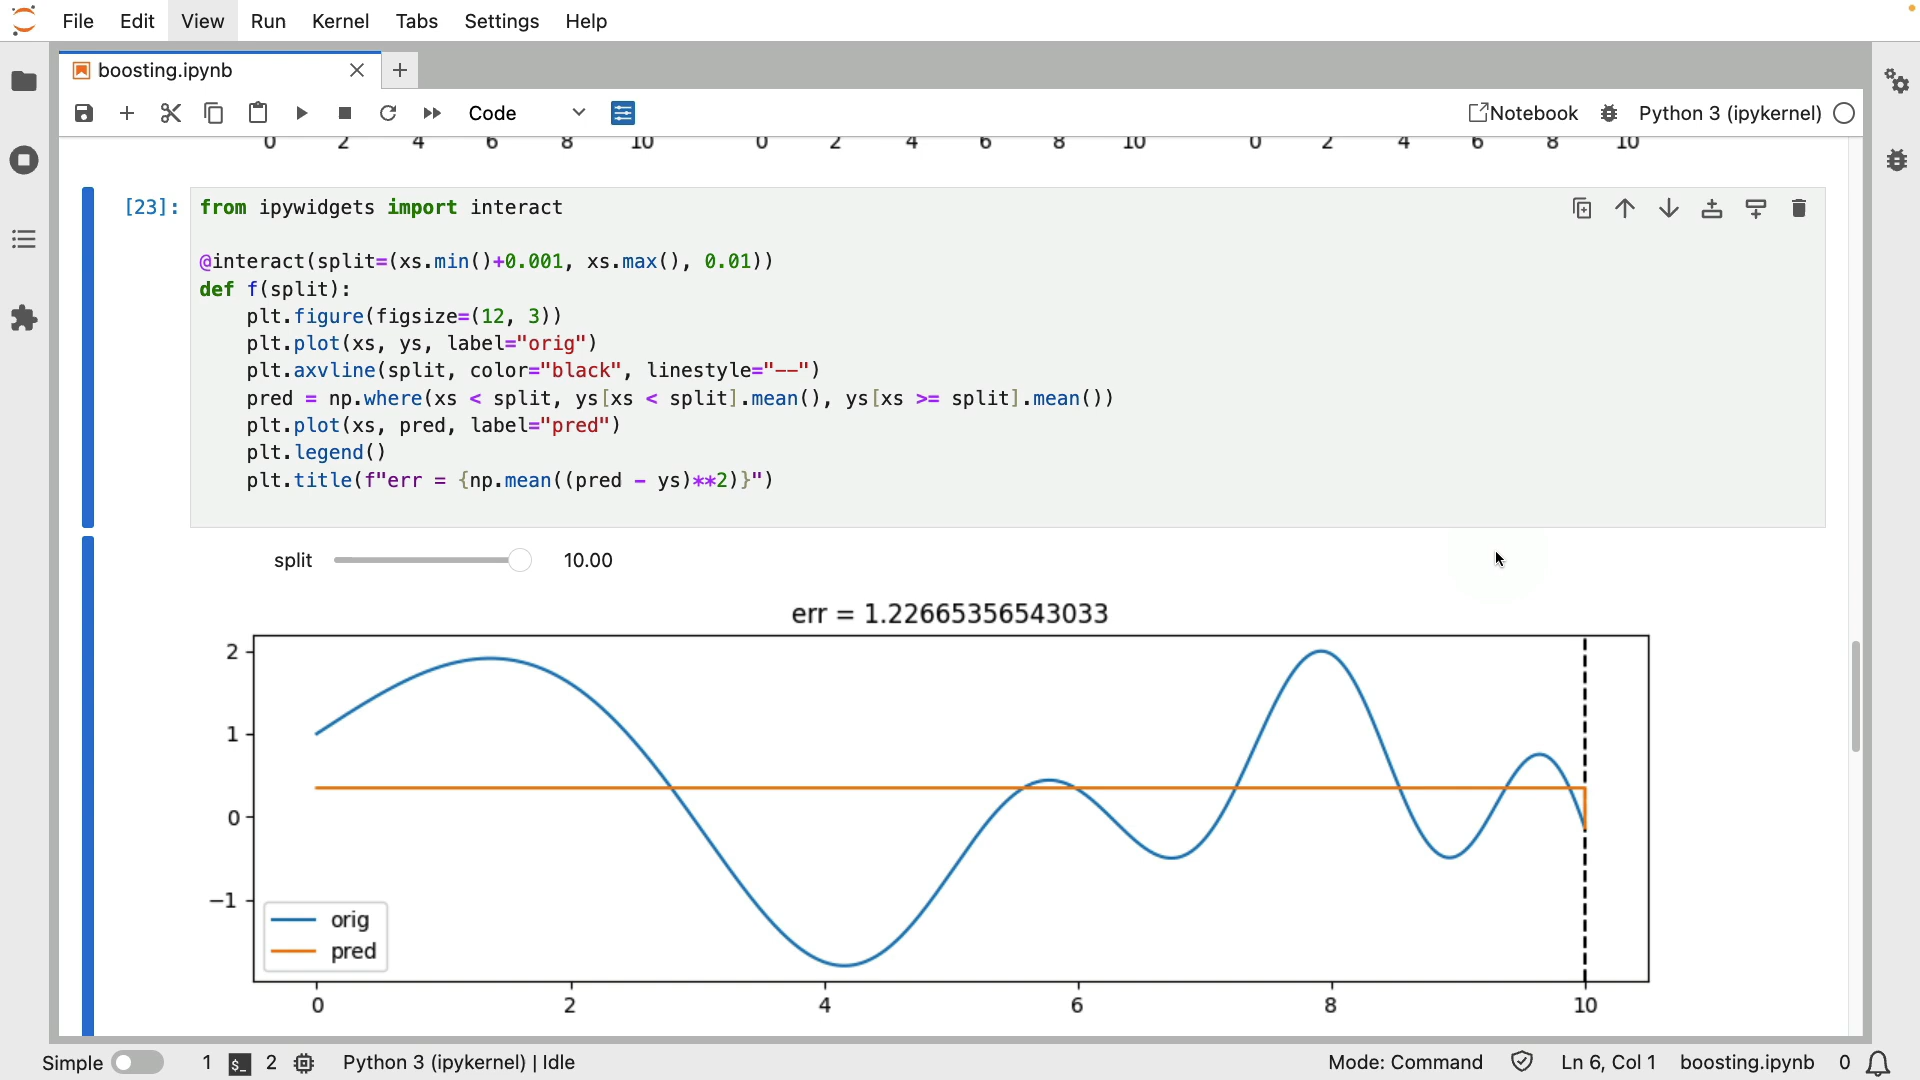 File Edit View Run Kernel Tabs Settings Help
boosting.ipynb
Code Notebook Python 3 (ipykernel)
0 2 4 6 8 10 0 2 4 6 8 10 0 2 4 6 8 10
[23]: from ipywidgets import interact
@interact(split=(xs.min()+0.001, xs.max(), 0.01))
def f(split):
    plt.figure(figsize=(12, 3))
    plt.plot(xs, ys, label="orig")
    plt.axvline(split, color="black", linestyle="--")
    pred = np.where(xs < split, ys[xs < split].mean(), ys[xs >= split].mean())
    plt.plot(xs, pred, label="pred")
    plt.legend()
    plt.title(f"err = {np.mean((pred - ys)**2)}")
split 10.00
err = 1.22665356543033
2
1
0
−1
orig
pred
0 2 4 6 8 10
Simple 1 $_ 2 Python 3 (ipykernel) | Idle Mode: Command Ln 6, Col 1 boosting.ipynb 0